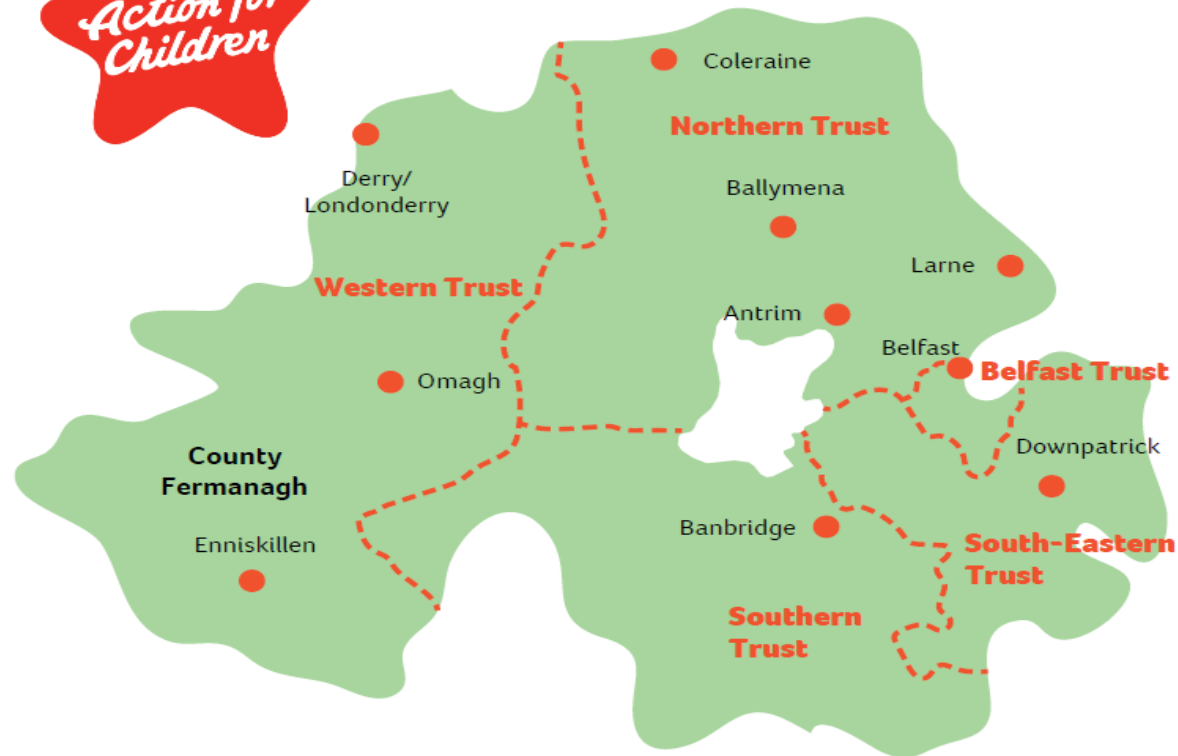 Action for
Children
Coleraine
Northern Trust
Derry/
Londonderry
Ballymena
Larne
Western Trust
Antrim
Belfast
Belfast Trust
Omagh
Downpatrick
County
Fermanagh
Banbridge
Enniskillen
South-Eastern
Trust
Southern
Trust